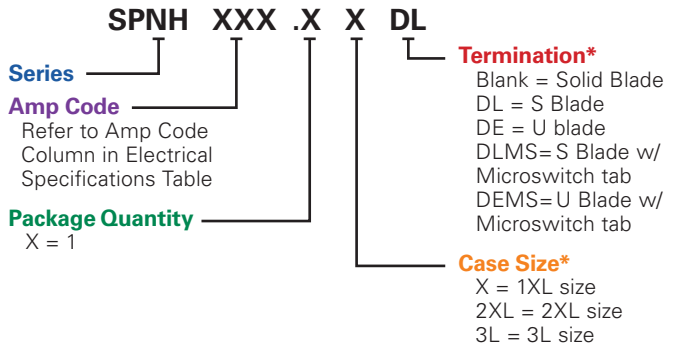 SPNH XXX .X X DL
Series
Amp Code
Refer to Amp Code
Column in Electrical
Specifications Table
Package Quantity
X = 1
Termination*
Blank = Solid Blade
DL = S Blade
DE = U blade
DLMS= S Blade w/
Microswitch tab
DEMS= U Blade w/
Microswitch tab
Case Size*
X = 1XL size
2XL = 2XL size
3L = 3L size